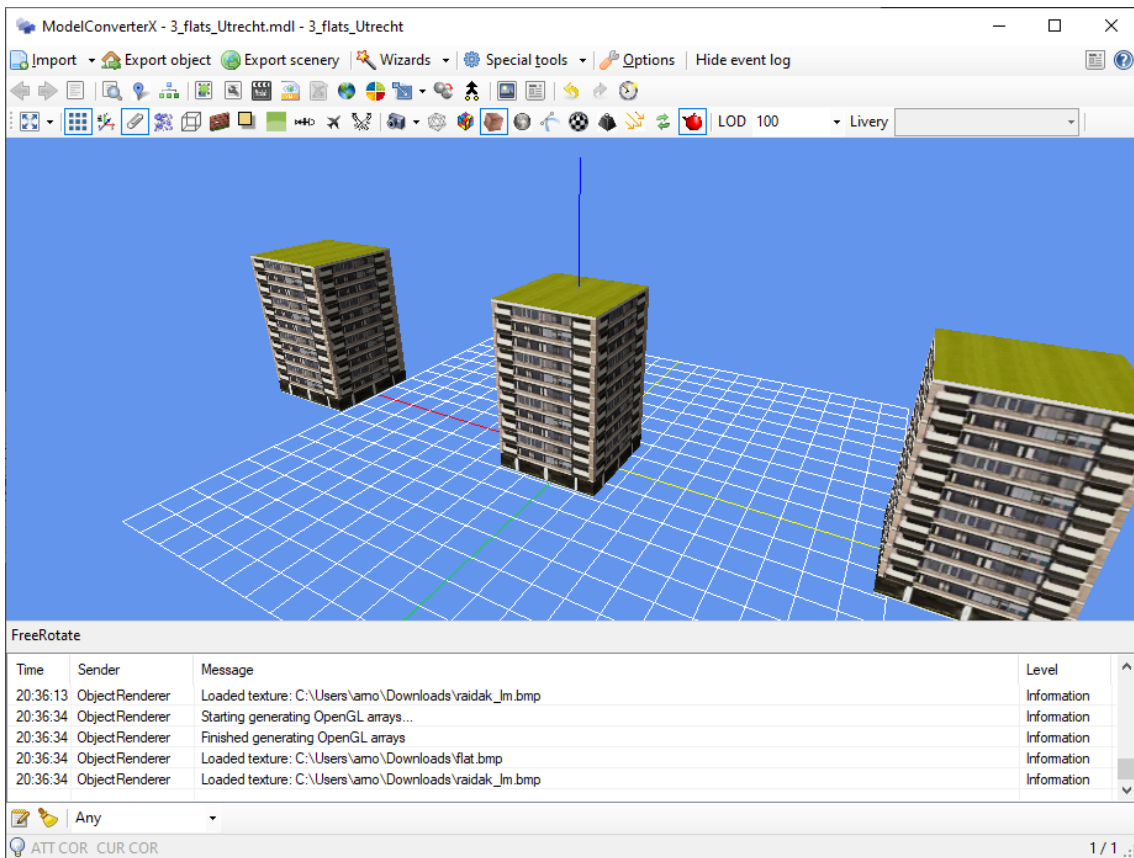 ModelConverterX - 3_flats_Utrecht.mdl - 3_flats_Utrecht
Import Export object Export scenery Wizards Special tools Options Hide event log
LOD 100 Livery
FreeRotate
Time Sender Message Level
20:36:13 ObjectRenderer Loaded texture: C:\Users\arno\Downloads\raidak_lm.bmp Information
20:36:34 ObjectRenderer Starting generating OpenGL arrays... Information
20:36:34 ObjectRenderer Finished generating OpenGL arrays Information
20:36:34 ObjectRenderer Loaded texture: C:\Users\arno\Downloads\flat.bmp Information
20:36:34 ObjectRenderer Loaded texture: C:\Users\arno\Downloads\raidak_lm.bmp Information
Any
ATT COR CUR COR 1 / 1